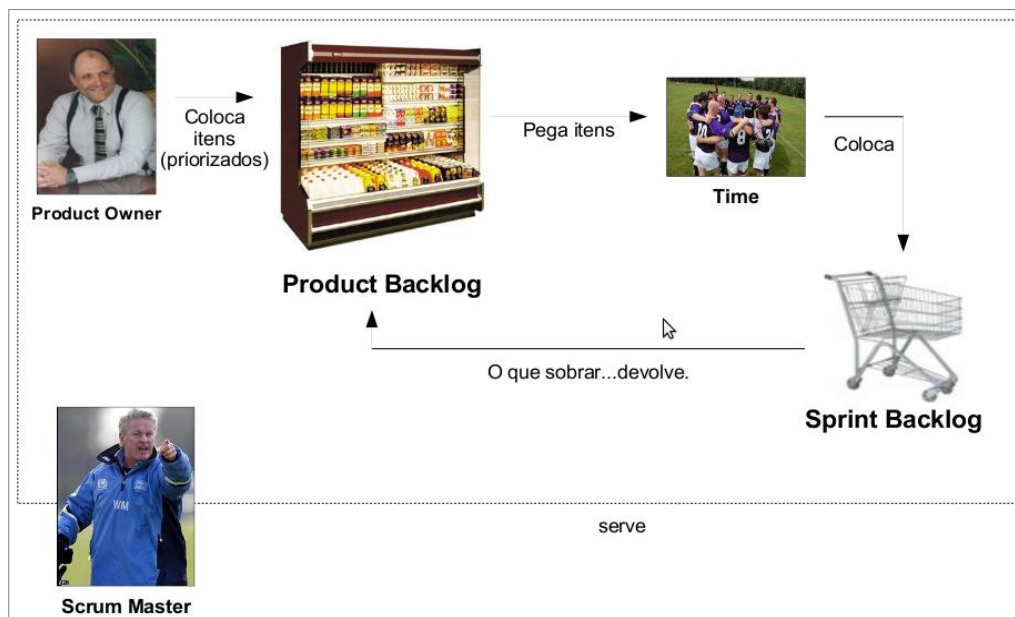 Coloca
itens
(priorizados)
Pega itens
Coloca
Product Owner
Time
Product Backlog
O que sobrar...devolve.
Sprint Backlog
WM
serve
Scrum Master